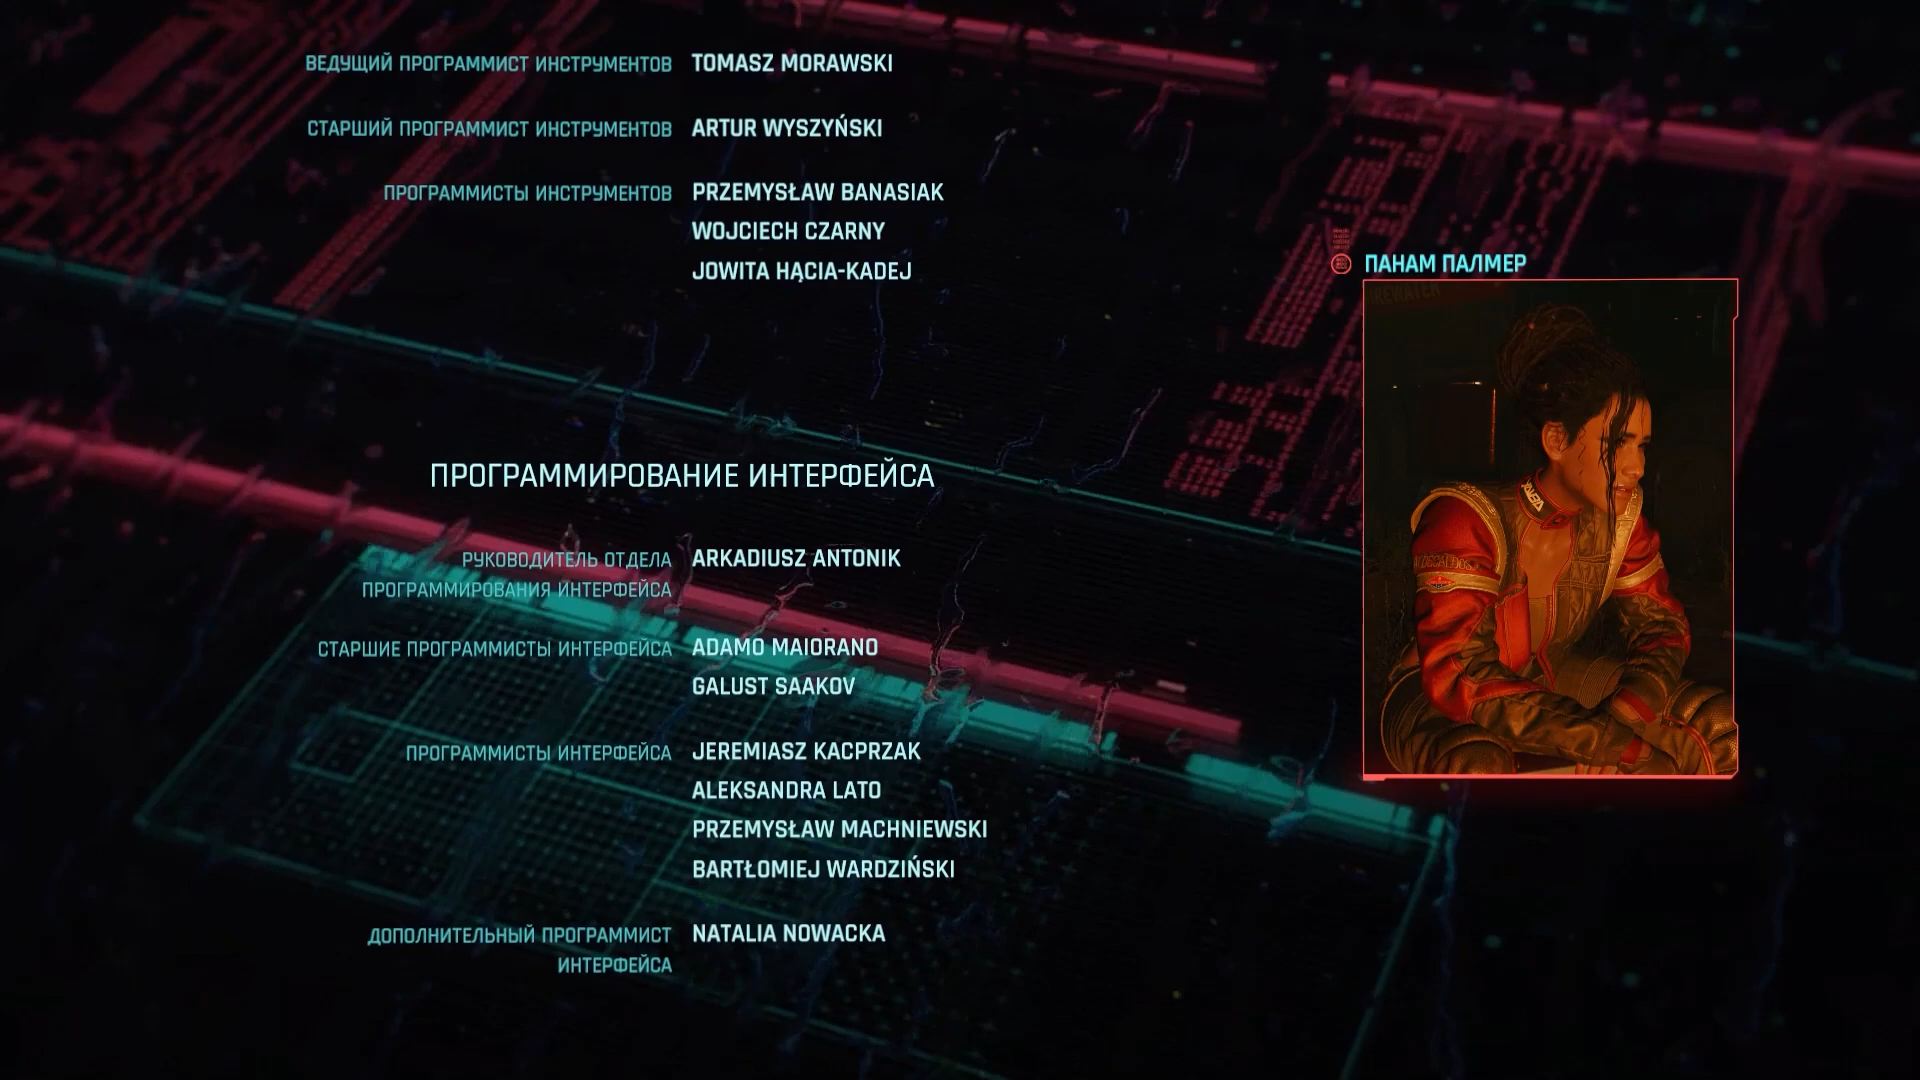 ВЕДУЩИЙ ПРОГРАММИСТ ИНСТРУМЕНТОВ TOMASZ MORAWSKI
СТАРШИЙ ПРОГРАММИСТ ИНСТРУМЕНТОВ ARTUR WYSZYŃSKI
ПРОГРАММИСТЫ ИНСТРУМЕНТОВ PRZEMYSŁAW BANASIAK
WOJCIECH CZARNY
JOWITA HĄCIA-KADEJ
ПАНАМ ПАЛМЕР
ПРОГРАММИРОВАНИЕ ИНТЕРФЕЙСА
РУКОВОДИТЕЛЬ ОТДЕЛА ARKADIUSZ ANTONIK
ПРОГРАММИРОВАНИЯ ИНТЕРФЕЙСА
СТАРШИЕ ПРОГРАММИСТЫ ИНТЕРФЕЙСА ADAMO MAIORANO
GALUST SAAKOV
ПРОГРАММИСТЫ ИНТЕРФЕЙСА JEREMIASZ KACPRZAK
ALEKSANDRA LATO
PRZEMYSŁAW MACHNIEWSKI
BARTŁOMIEJ WARDZIŃSKI
ДОПОЛНИТЕЛЬНЫЙ ПРОГРАММИСТ NATALIA NOWACKA
ИНТЕРФЕЙСА